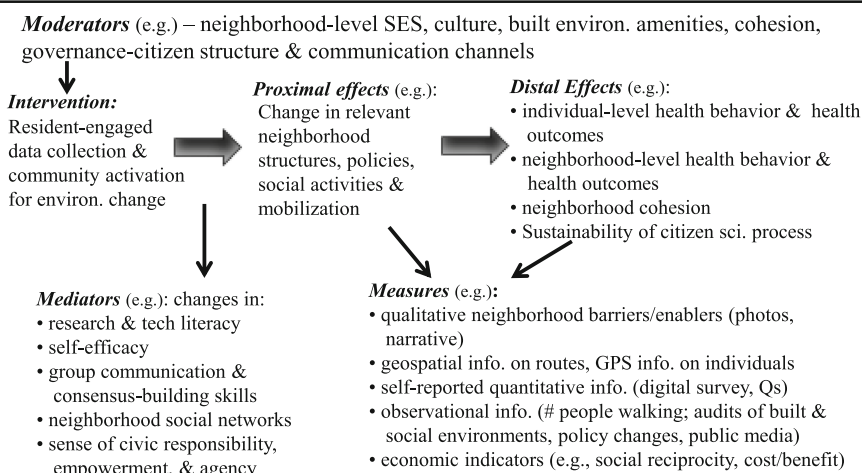 Moderators (e.g.) – neighborhood-level SES, culture, built environ. amenities, cohesion,
governance-citizen structure & communication channels
Intervention:
Resident-engaged
data collection &
community activation
for environ. change
Proximal effects (e.g.):
Change in relevant
neighborhood
structures, policies,
social activities &
mobilization
Distal Effects (e.g.):
• individual-level health behavior & health
outcomes
• neighborhood-level health behavior &
health outcomes
• neighborhood cohesion
• Sustainability of citizen sci. process
Mediators (e.g.): changes in:
• research & tech literacy
• self-efficacy
• group communication &
consensus-building skills
• neighborhood social networks
• sense of civic responsibility,
empowerment, & agency
Measures (e.g.):
• qualitative neighborhood barriers/enablers (photos,
narrative)
• geospatial info. on routes, GPS info. on individuals
• self-reported quantitative info. (digital survey, Qs)
• observational info. (# people walking; audits of built &
social environments, policy changes, public media)
• economic indicators (e.g., social reciprocity, cost/benefit)